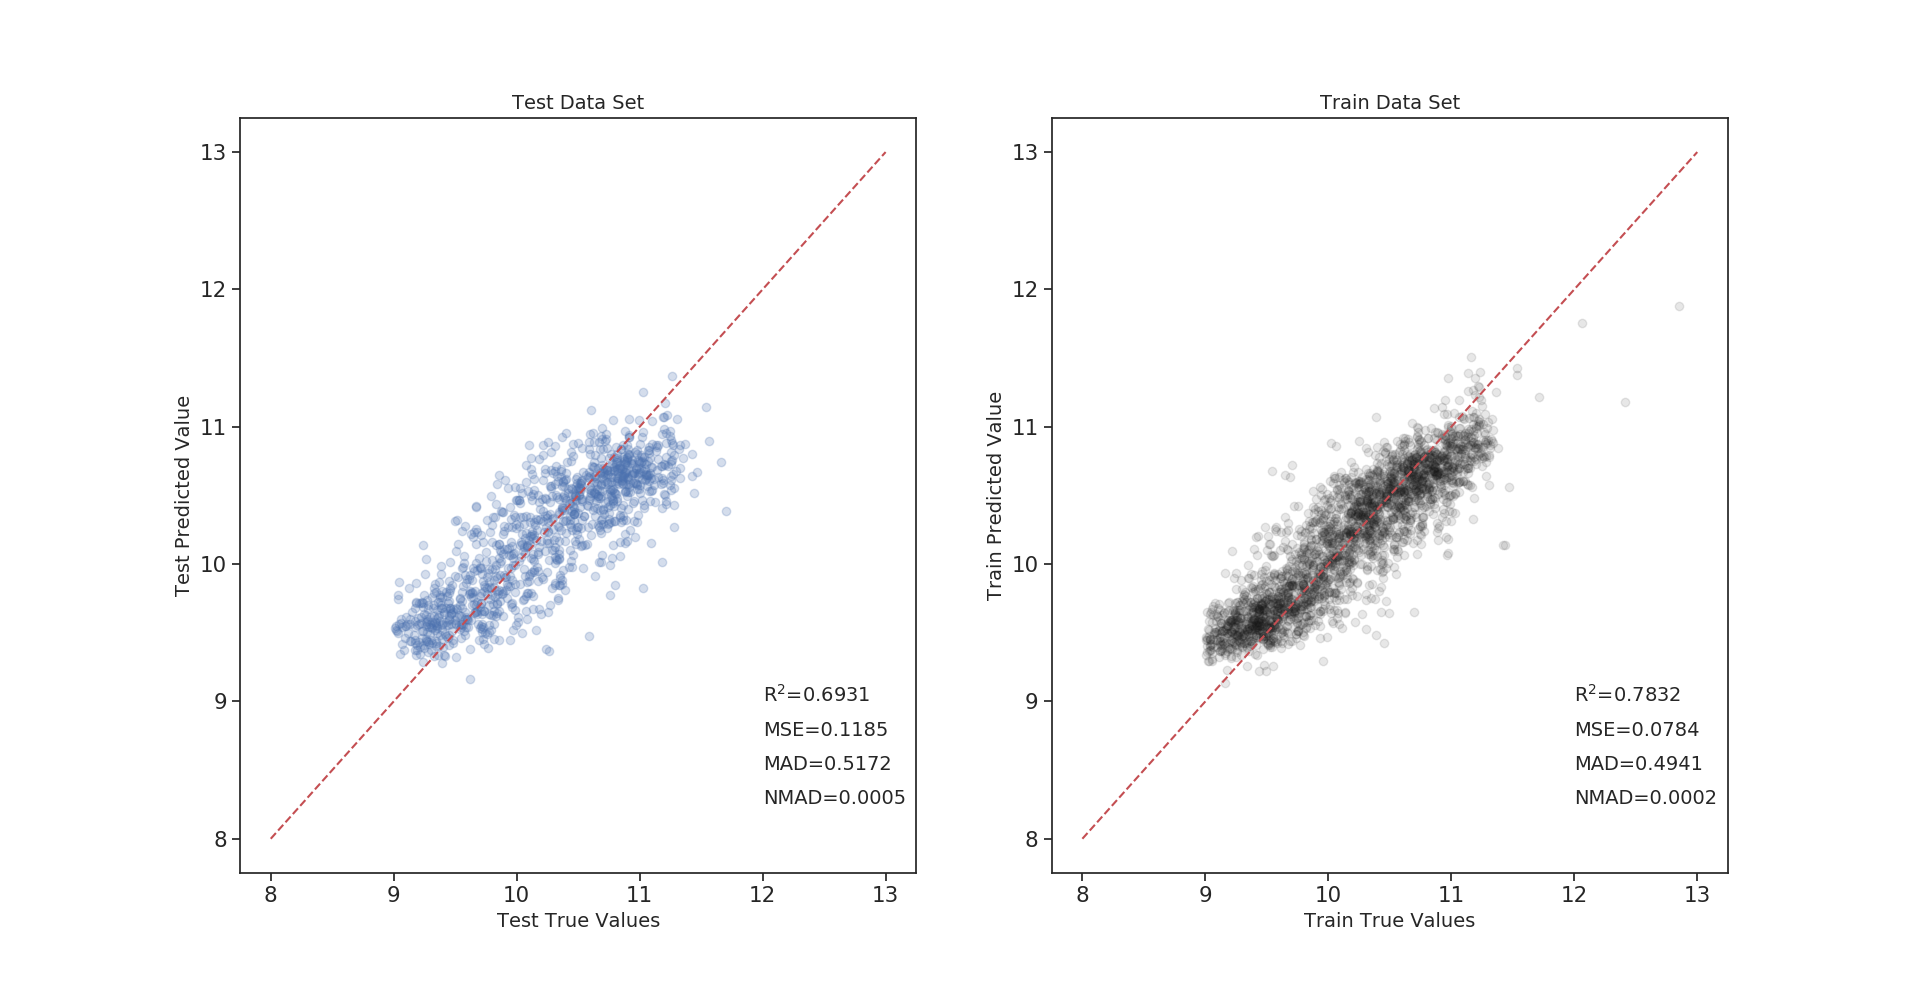 Test Data Set
13
12
11
10
9
8
Test Predicted Value
R²=0.6931
MSE=0.1185
MAD=0.5172
NMAD=0.0005
8 9 10 11 12 13
Test True Values
Train Data Set
13
12
11
10
9
8
Train Predicted Value
R²=0.7832
MSE=0.0784
MAD=0.4941
NMAD=0.0002
8 9 10 11 12 13
Train True Values